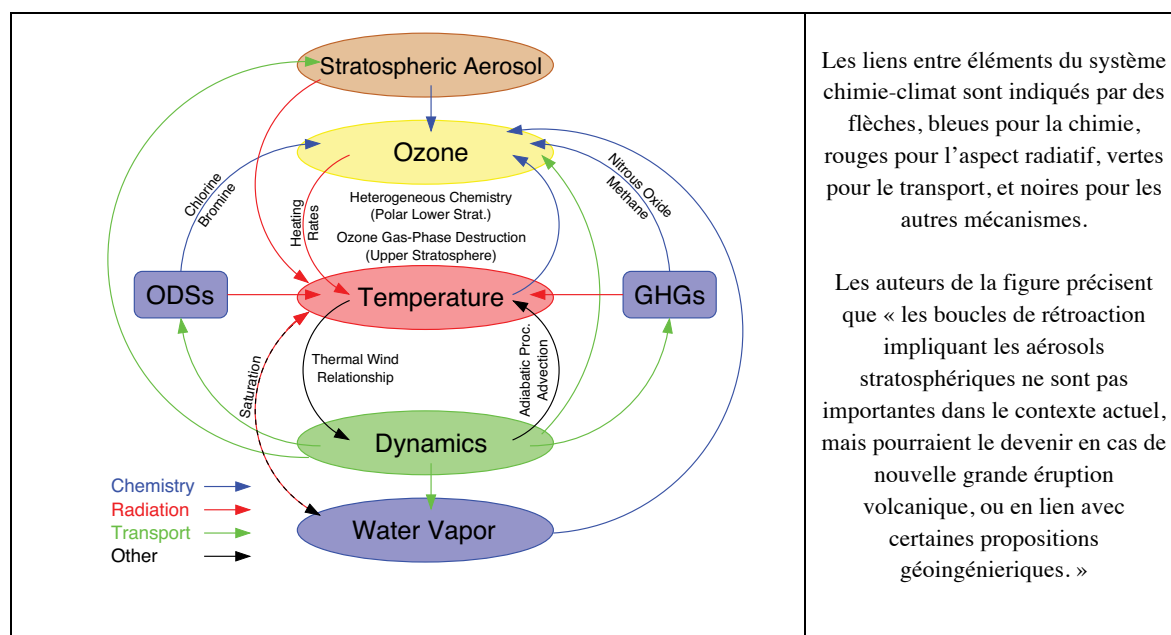 Stratospheric Aerosol
Ozone
Chlorine
Bromine
Nitrous Oxide
Methane
Heating
Rates
Heterogeneous Chemistry
(Polar Lower Strat.)
Ozone Gas-Phase Destruction
(Upper Stratosphere)
ODSs
Temperature
GHGs
Saturation
Thermal Wind
Relationship
Adiabatic Proc.
Advection
Dynamics
Water Vapor
Chemistry
Radiation
Transport
Other
Les liens entre éléments du système
chimie-climat sont indiqués par des
flèches, bleues pour la chimie,
rouges pour l’aspect radiatif, vertes
pour le transport, et noires pour les
autres mécanismes.
Les auteurs de la figure précisent
que « les boucles de rétroaction
impliquant les aérosols
stratosphériques ne sont pas
importantes dans le contexte actuel,
mais pourraient le devenir en cas de
nouvelle grande éruption
volcanique, ou en lien avec
certaines propositions
géoingénieriques. »